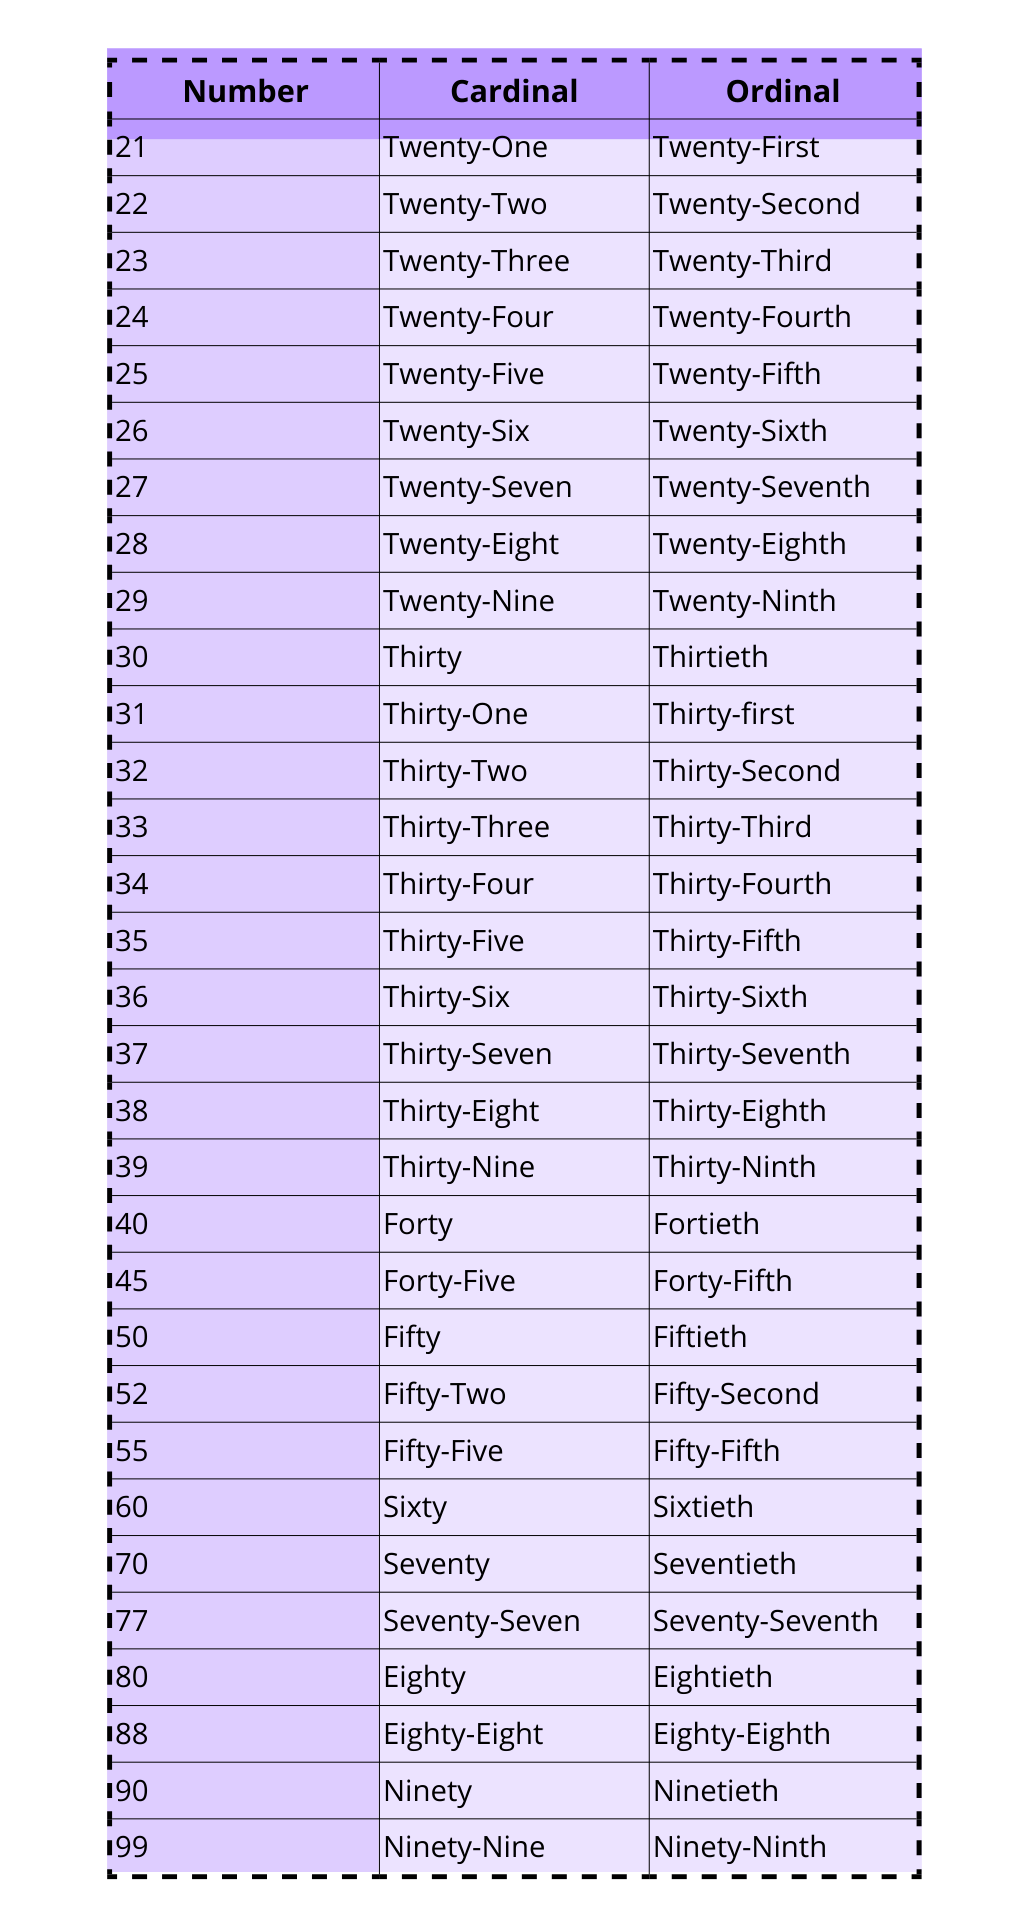 Number Cardinal Ordinal
21 Twenty-One Twenty-First
22 Twenty-Two Twenty-Second
23 Twenty-Three Twenty-Third
24 Twenty-Four Twenty-Fourth
25 Twenty-Five Twenty-Fifth
26 Twenty-Six Twenty-Sixth
27 Twenty-Seven Twenty-Seventh
28 Twenty-Eight Twenty-Eighth
29 Twenty-Nine Twenty-Ninth
30 Thirty Thirtieth
31 Thirty-One Thirty-first
32 Thirty-Two Thirty-Second
33 Thirty-Three Thirty-Third
34 Thirty-Four Thirty-Fourth
35 Thirty-Five Thirty-Fifth
36 Thirty-Six Thirty-Sixth
37 Thirty-Seven Thirty-Seventh
38 Thirty-Eight Thirty-Eighth
39 Thirty-Nine Thirty-Ninth
40 Forty Fortieth
45 Forty-Five Forty-Fifth
50 Fifty Fiftieth
52 Fifty-Two Fifty-Second
55 Fifty-Five Fifty-Fifth
60 Sixty Sixtieth
70 Seventy Seventieth
77 Seventy-Seven Seventy-Seventh
80 Eighty Eightieth
88 Eighty-Eight Eighty-Eighth
90 Ninety Ninetieth
99 Ninety-Nine Ninety-Ninth